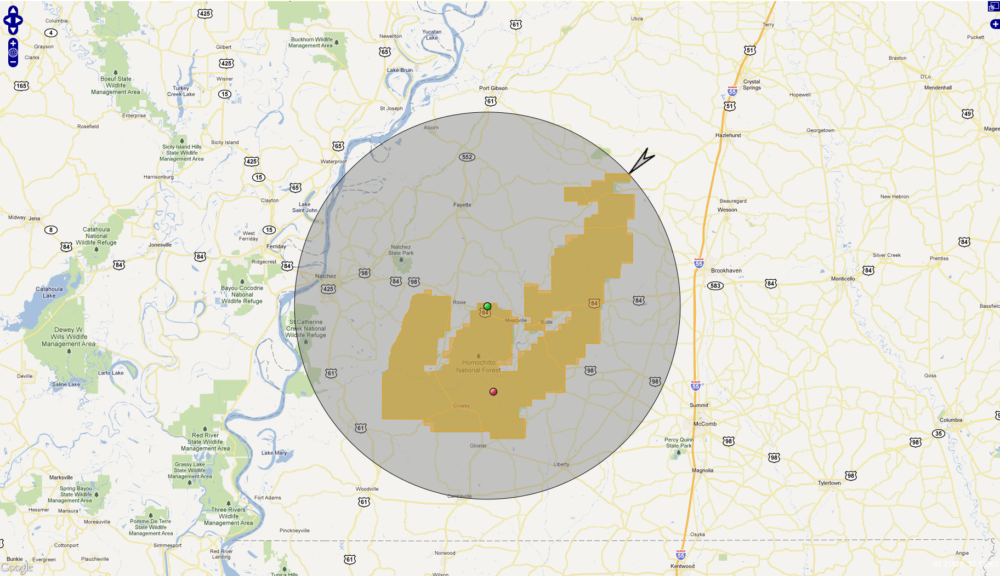 425
Columbia
4
Grayson
Clarks
Gilbert
425
Wisner
15
165
Boeuf State
Wildlife
Management Area
Turkey
Creek Lake
Enterprise
Rosefield
Buckhorn Wildlife
Management Area
Newellton
65
Yucatan
Lake
61
Utica
Terry
51
Puckett
Braxton
D'Lo
Mendenhall
Lake Bruin
Port Gibson
61
St Joseph
Crystal
Springs
55
51
Hopewell
49
Magee
Georgetown
Hazlehurst
Alcorn
Sicily Island
Sicily Island Hills
State Wildlife
Management Area
65
Waterproof
425
15
Harrisonburg
65
552
Clayton
Lake
Saint John
Fayette
Beauregard
Wesson
New Hebron
Midway
Jena
8
84
Catahoula
National
Wildlife Refuge
15
West
Ferriday
Ferriday
Jonesville
84
84
Ridgecrest
84
Natchez
State Park
Natchez
98
84
98
425
55
Brookhaven
583
84
84
Silver Creek
Prentiss
84
Monticello
Bassfiel
Catahoula
Lake
Bayou Cocodrie
National
Wildlife Refuge
Roxie
84
Meadville
Bude
84
84
Dewey W.
Wills Wildlife
Management Area
St Catherine
Creek National
Wildlife Refuge
Homochitto
National Forest
61
98
98
55
Goss
Deville
Larto Lake
Saline Lake
Crosby
61
Summit
McComb
Columbia
35
98
98
98
98
Percy Quinn
State Park
Red River
State Wildlife
Management Area
Lake Mary
Gloster
Liberty
Magnolia
Tylertown
Grassy Lake
State Wildlife
Management Area
Marksville
Spring Bayou
State Wildlife
Management Area
Hessmer
Mansura
Moreauville
Woodville
61
Centreville
Fort Adams
Three Rivers
Wildlife
Management Area
Pomme De Terre
State Wildlife
Management Area
Pinckneyville
Osyka
Cottonport
Simmesport
Red River
Landing
Norwood
55
Angie
Bunkie
Evergreen
Plaucheville
61
Kentwood
Google
Tunica Hills
Wilson